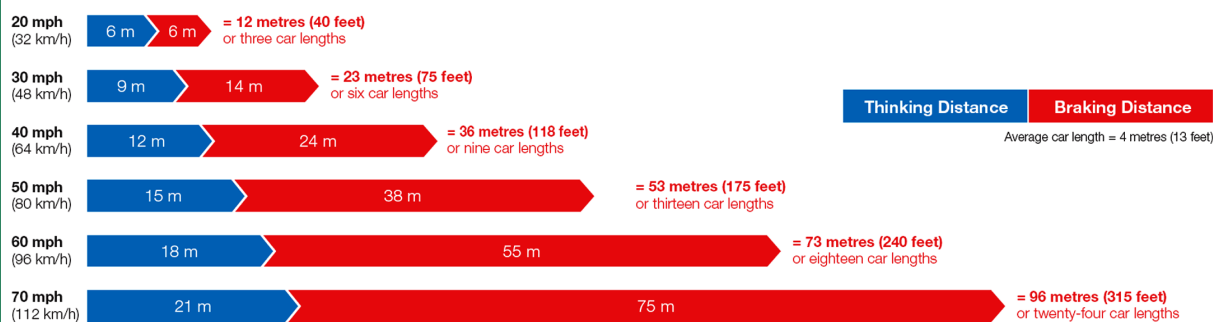 20 mph
(32 km/h)
6 m
6 m
= 12 metres (40 feet)
or three car lengths
30 mph
(48 km/h)
9 m
14 m
= 23 metres (75 feet)
or six car lengths
Thinking Distance
Braking Distance
Average car length = 4 metres (13 feet)
40 mph
(64 km/h)
12 m
24 m
= 36 metres (118 feet)
or nine car lengths
50 mph
(80 km/h)
15 m
38 m
= 53 metres (175 feet)
or thirteen car lengths
60 mph
(96 km/h)
18 m
55 m
= 73 metres (240 feet)
or eighteen car lengths
70 mph
(112 km/h)
21 m
75 m
= 96 metres (315 feet)
or twenty-four car lengths